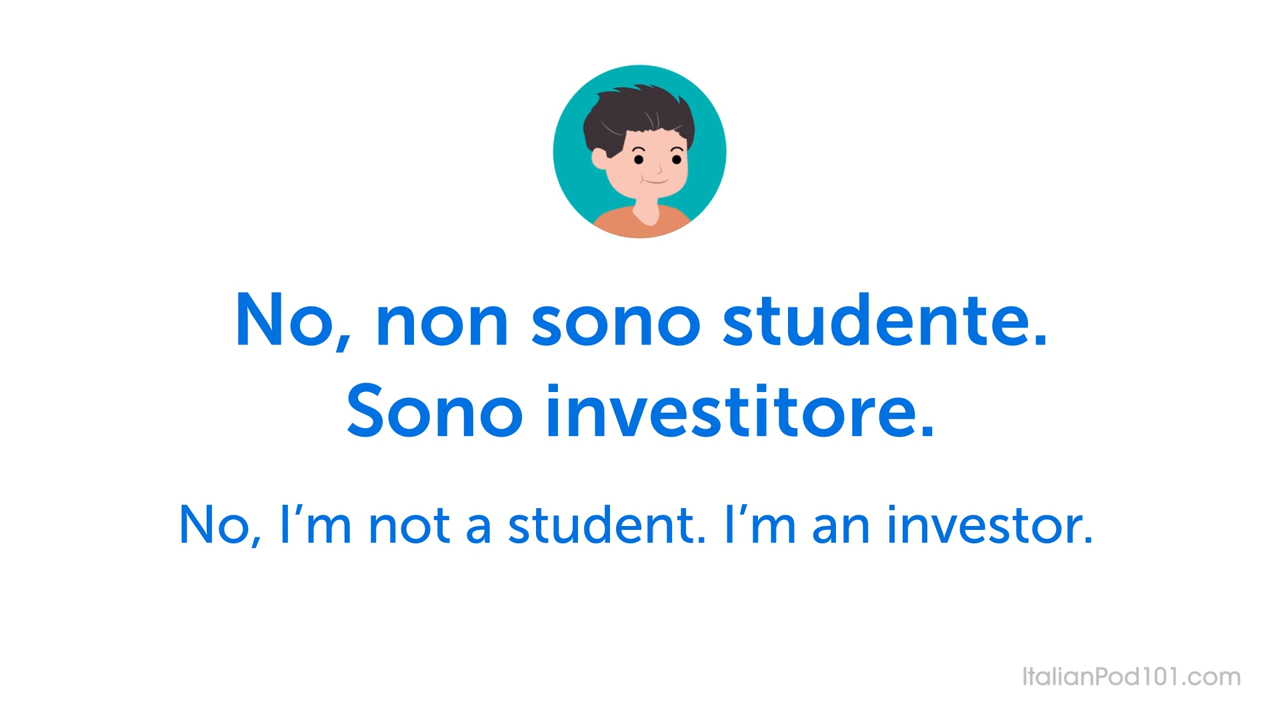 No, non sono studente.
Sono investitore.
No, I’m not a student. I’m an investor.
ItalianPod101.com